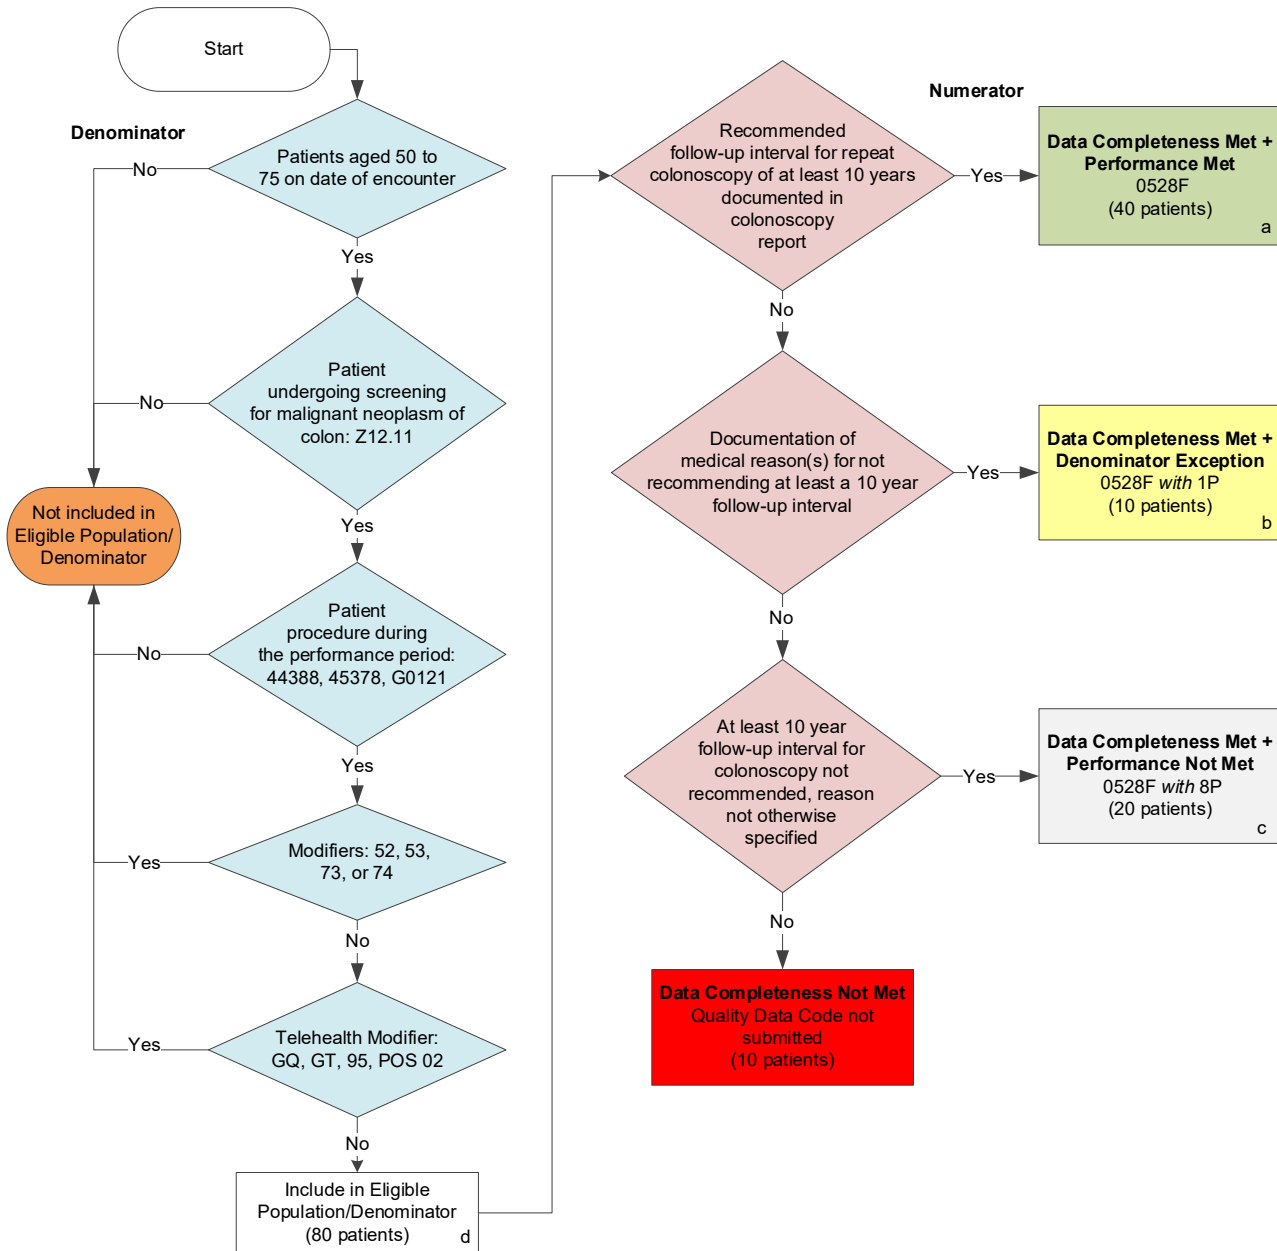 Start
Denominator
Patients aged 50 to
75 on date of encounter
No
Yes
Patient
undergoing screening
for malignant neoplasm of
colon: Z12.11
No
Yes
Not included in
Eligible Population/
Denominator
Patient
procedure during
the performance period:
44388, 45378, G0121
No
Yes
Modifiers: 52, 53,
73, or 74
Yes
No
Telehealth Modifier:
GQ, GT, 95, POS 02
Yes
No
Include in Eligible
Population/Denominator
(80 patients)
d
Numerator
Recommended
follow-up interval for repeat
colonoscopy of at least 10 years
documented in
colonoscopy
report
Yes
Data Completeness Met +
Performance Met
0528F
(40 patients)
a
No
Documentation of
medical reason(s) for not
recommending at least a 10 year
follow-up interval
Yes
Data Completeness Met +
Denominator Exception
0528F with 1P
(10 patients)
b
No
At least 10 year
follow-up interval for
colonoscopy not
recommended, reason
not otherwise
specified
Yes
Data Completeness Met +
Performance Not Met
0528F with 8P
(20 patients)
c
No
Data Completeness Not Met
Quality Data Code not
submitted
(10 patients)